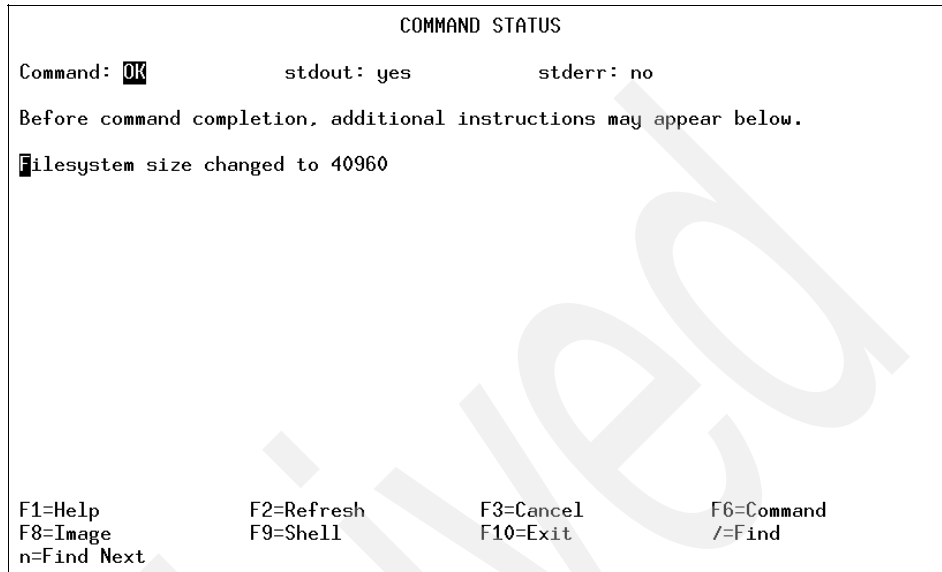 COMMAND STATUS
Command: OK stdout: yes stderr: no
Before command completion, additional instructions may appear below.
Filesystem size changed to 40960
F1=Help F2=Refresh F3=Cancel F6=Command
F8=Image F9=Shell F10=Exit /=Find
n=Find Next